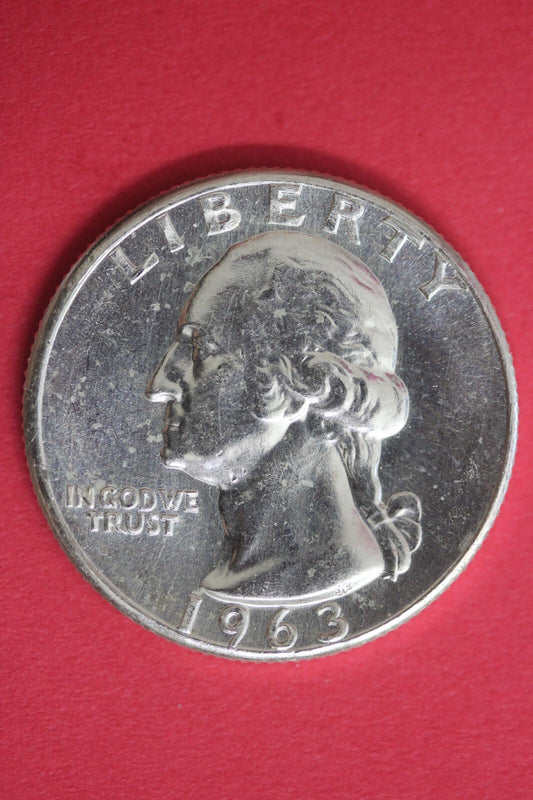 LIBERTY
IN GOD WE
TRUST
1963